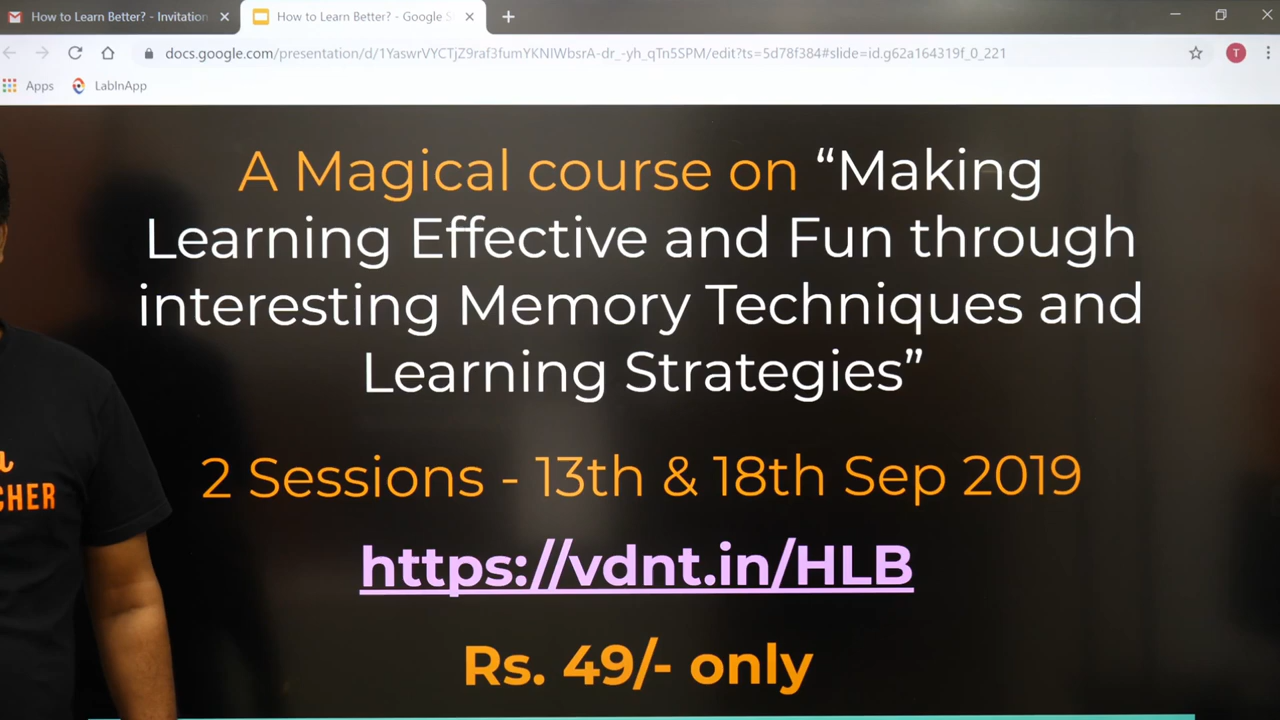 How to Learn Better? - Invitation
How to Learn Better? - Google S
docs.google.com/presentation/d/1YaswrVYCTjZ9raf3fumYKNIWbsrA-dr_-yh_qTn5SPM/edit?ts=5d78f384#slide=id.g62a164319f_0_221
T
Apps
LabInApp
A Magical course on “Making
Learning Effective and Fun through
interesting Memory Techniques and
Learning Strategies”
2 Sessions - 13th & 18th Sep 2019
https://vdnt.in/HLB
Rs. 49/- only
CHER